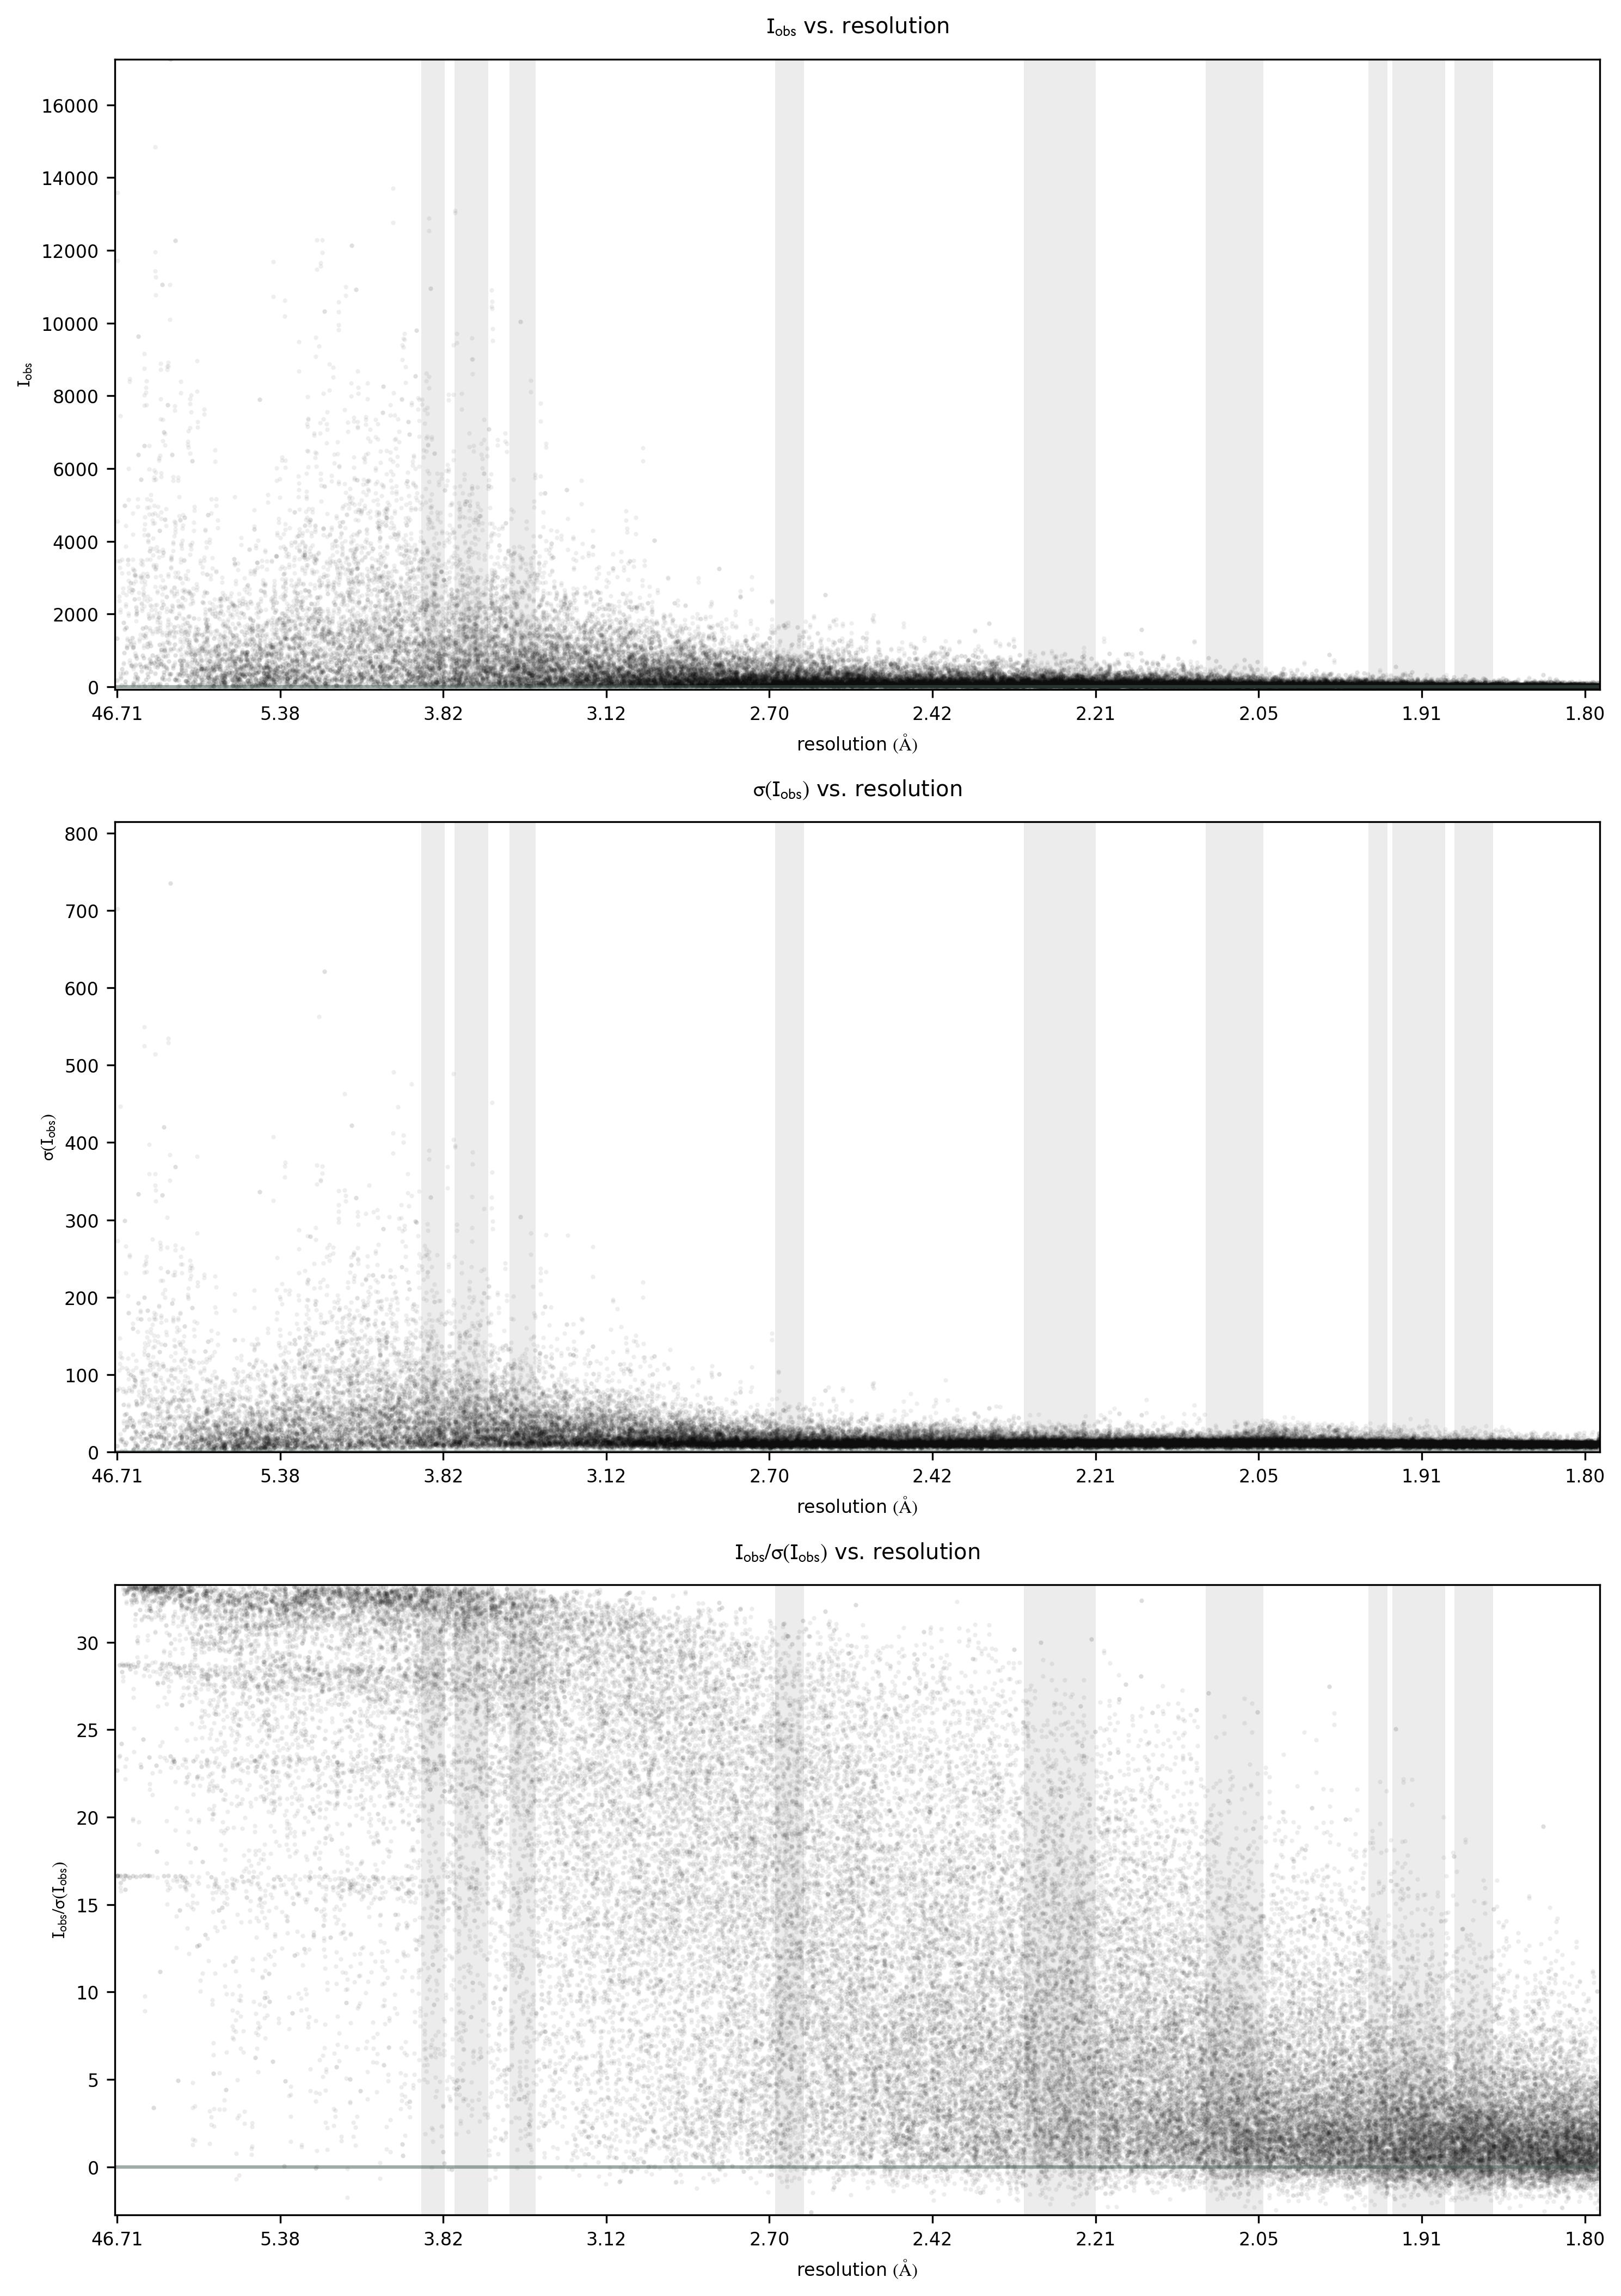 I_obs vs. resolution
16000
14000
12000
10000
8000
6000
4000
2000
0
I_obs
46.71 5.38 3.82 3.12 2.70 2.42 2.21 2.05 1.91 1.80
resolution (Å)
σ(I_obs) vs. resolution
800
700
600
500
400
300
200
100
0
σ(I_obs)
46.71 5.38 3.82 3.12 2.70 2.42 2.21 2.05 1.91 1.80
resolution (Å)
I_obs/σ(I_obs) vs. resolution
30
25
20
15
10
5
0
I_obs/σ(I_obs)
46.71 5.38 3.82 3.12 2.70 2.42 2.21 2.05 1.91 1.80
resolution (Å)